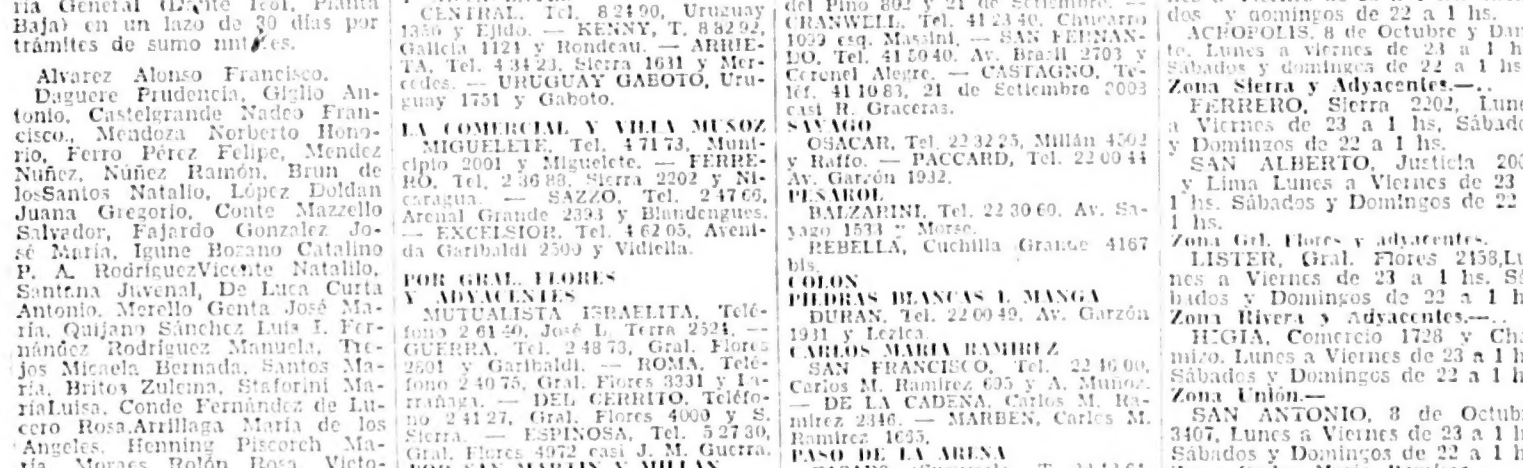 ría General (Dante 1ool, Planta
Baja) en un lazo de 30 días por
trámites de sumo
Alvarez Alonso Francisco.
Daguere Prudencia, Giglio An-
tonio, Castelgrande Nadeo Fran-
cisco., Mendoza Norberto Hono-
rio, Ferro Pérez Felipe, Mendez
Nuñez, Núñez Ramón, Brun de
losSantos Natalio, López Doldan
Juana Gregorio, Conte Mazzello
Salvador, Fajardo Gonzalez Jo-
sé María, Igune Bozano Catalino
P. A. RodríguezVicente Natalilo,
Santana Juvenal, De Luca Curta
Antonio, Merello Genta José Ma-
ría, Quijano Sánchez Luis I. Fer-
nández Rodríguez Manuela, Tre-
jos Micaela Bernada, Santos Ma-
ría, Britos Zulema, Staforini Ma-
ríaLuisa, Conde Fernández de Lu-
cero Rosa.Arrillaga María de los
Angeles, Henning Piscorch Ma-
ría, Moraes Rolón Rosa, Victo-
CENTRAL, Tel. 8 24 90, Uruguay
1356 y Ejido. — KENNY, T. 8 82 92,
Galicia 1121 y Rondeau. — ARRIE-
TA, Tel. 4 34 23, Sierra 1631 y Mer-
cedes. — URUGUAY GABOTO, Uru-
guay 1751 y Gaboto.
LA COMERCIAL Y VILLA MUÑOZ
MIGUELETE, Tel. 4 71 73, Muni-
cipio 2001 y Miguelete. — FERRE-
RO, Tel. 2 36 88, Sierra 2202 y Ni-
caragua. — SAZZO, Tel. 2 47 66,
Arenal Grande 2393 y Blandengues.
— EXCELSIOR, Tel. 4 62 05, Aveni-
da Garibaldi 2500 y Vidiella.
POR GRAL. FLORES
Y ADYACENTES
MUTUALISTA ISRAELITA, Telé-
fono 2 61 40, José L. Terra 2524. —
GUERRA, Tel. 2 48 73, Gral. Flores
2801 y Garibaldi. — ROMA, Telé-
fono 2 40 75, Gral. Flores 3331 y La-
rrañaga. — DEL CERRITO, Teléfo-
no 2 41 27, Gral. Flores 4000 y S.
Sierra. — ESPINOSA, Tel. 5 27 30,
Gral. Flores 4972 casi J. M. Guerra.
POR SAN MARTIN Y MILLAN
del Pino 802 y 21 de Setiembre. —
CRANWELL, Tel. 41 23 40, Chucarro
1099 esq. Massini. — SAN FERNAN-
DO, Tel. 41 50 40, Av. Brasil 2703 y
Coronel Alegre. — CASTAGNO, Te-
léf. 41 10 83, 21 de Setiembre 2003
casi R. Graceras.
SAYAGO
OSACAR, Tel. 22 32 25, Millán 4502
y Raffo. — PACCARD, Tel. 22 00 44
Av. Garzón 1932.
PEÑAROL
BALZARINI, Tel. 22 30 60, Av. Sa-
yago 1533 y Morse.
REBELLA, Cuchilla Grande 4167
bis.
COLON
PIEDRAS BLANCAS I. MANGA
DURAN, Tel. 22 00 49, Av. Garzón
1931 y Lezica.
CARLOS MARIA RAMIREZ
SAN FRANCISCO, Tel. 22 46 00,
Carlos M. Ramírez 695 y A. Muñoz.
— DE LA CADENA, Carlos M. Ra-
mírez 2346. — MARBEN, Carlos M.
Ramírez 1635.
PASO DE LA ARENA
dos y domingos de 22 a 1 hs.
ACROPOLIS, 8 de Octubre y Dan
te. Lunes a viernes de 23 a 1 h
Sábados y domingos de 22 a 1 hs
Zona Sierra y Adyacentes.—..
FERRERO, Sierra 2202, Lune
a Viernes de 23 a 1 hs, Sábado
y Domingos de 22 a 1 hs.
SAN ALBERTO, Justicia 200
y Lima Lunes a Viernes de 23
1 hs. Sábados y Domingos de 22
1 hs.
Zona Grl. Flores y adyacentes.
LISTER, Gral. Flores 2458,Lu
nes a Viernes de 23 a 1 hs. Sá
bados y Domingos de 22 a 1 h
Zona Rivera y Adyacentes.—..
HIGIA, Comercio 1728 y Cha
mizo. Lunes a Viernes de 23 a 1 h
Sábados y Domingos de 22 a 1 h
Zona Unión.—
SAN ANTONIO, 8 de Octub
3407, Lunes a Viernes de 23 a 1 h
Sábados y Domingos de 22 a 1 h